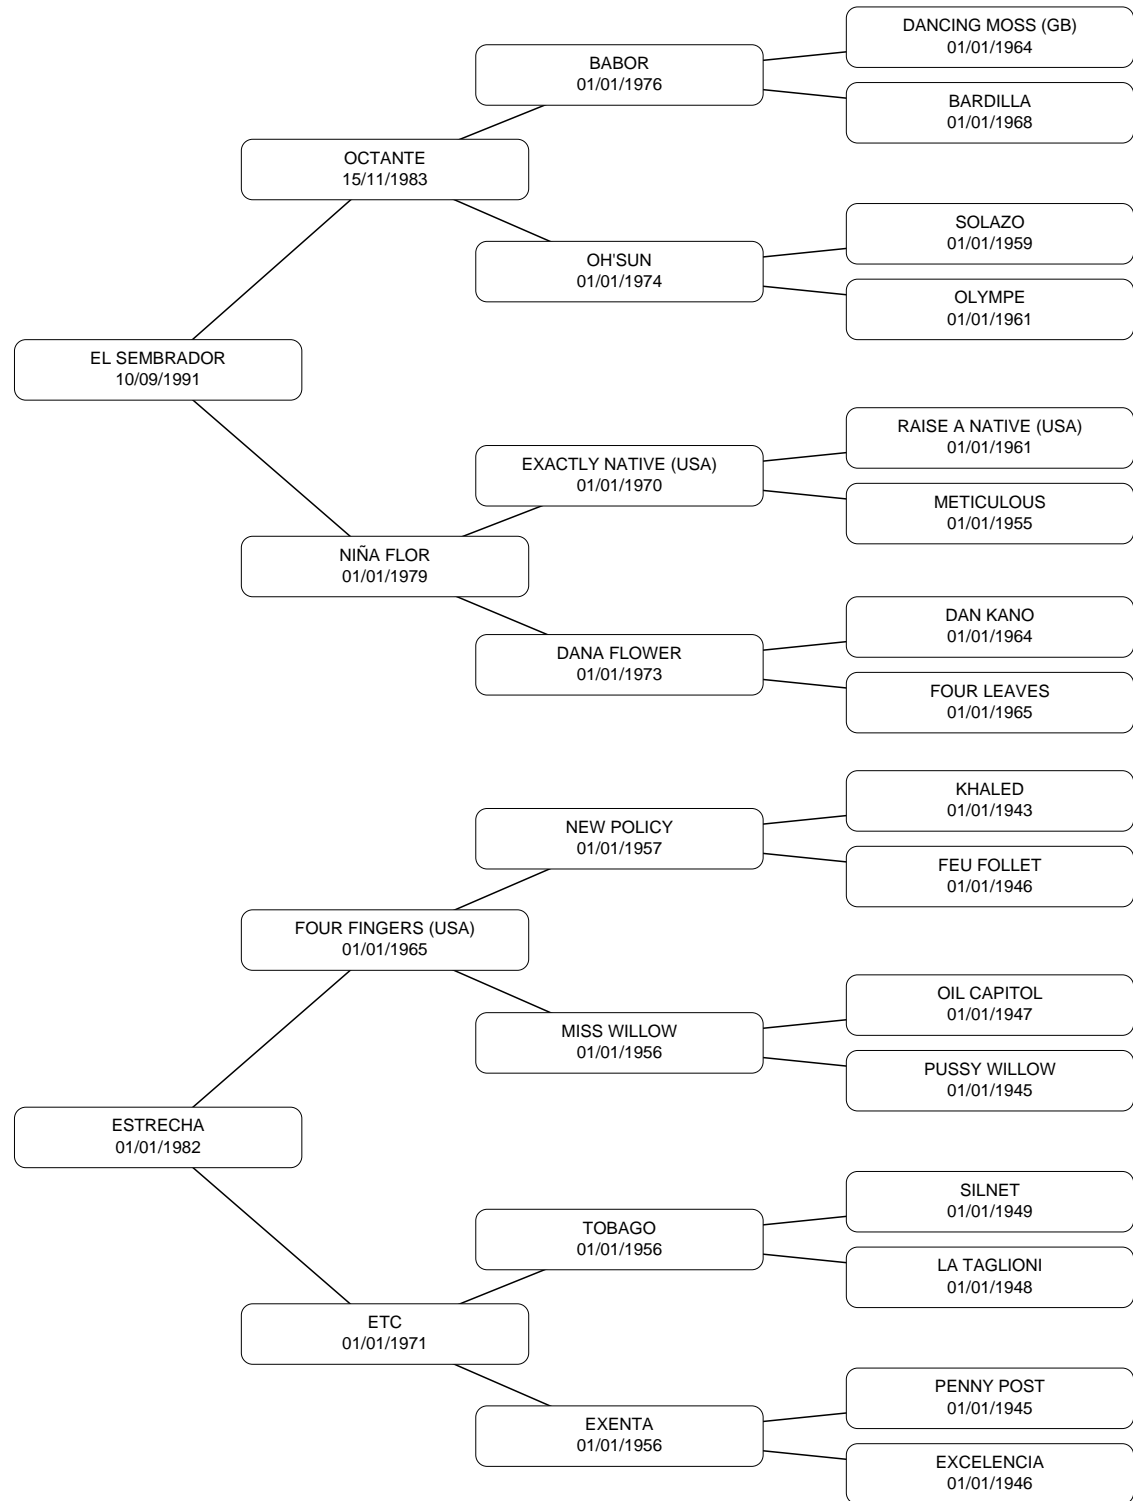 DANCING MOSS (GB)
01/01/1964
BABOR
01/01/1976
BARDILLA
01/01/1968
OCTANTE
15/11/1983
SOLAZO
01/01/1959
OH'SUN
01/01/1974
OLYMPE
01/01/1961
EL SEMBRADOR
10/09/1991
RAISE A NATIVE (USA)
01/01/1961
EXACTLY NATIVE (USA)
01/01/1970
METICULOUS
01/01/1955
NIÑA FLOR
01/01/1979
DAN KANO
01/01/1964
DANA FLOWER
01/01/1973
FOUR LEAVES
01/01/1965
KHALED
01/01/1943
NEW POLICY
01/01/1957
FEU FOLLET
01/01/1946
FOUR FINGERS (USA)
01/01/1965
OIL CAPITOL
01/01/1947
MISS WILLOW
01/01/1956
PUSSY WILLOW
01/01/1945
ESTRECHA
01/01/1982
SILNET
01/01/1949
TOBAGO
01/01/1956
LA TAGLIONI
01/01/1948
ETC
01/01/1971
PENNY POST
01/01/1945
EXENTA
01/01/1956
EXCELENCIA
01/01/1946